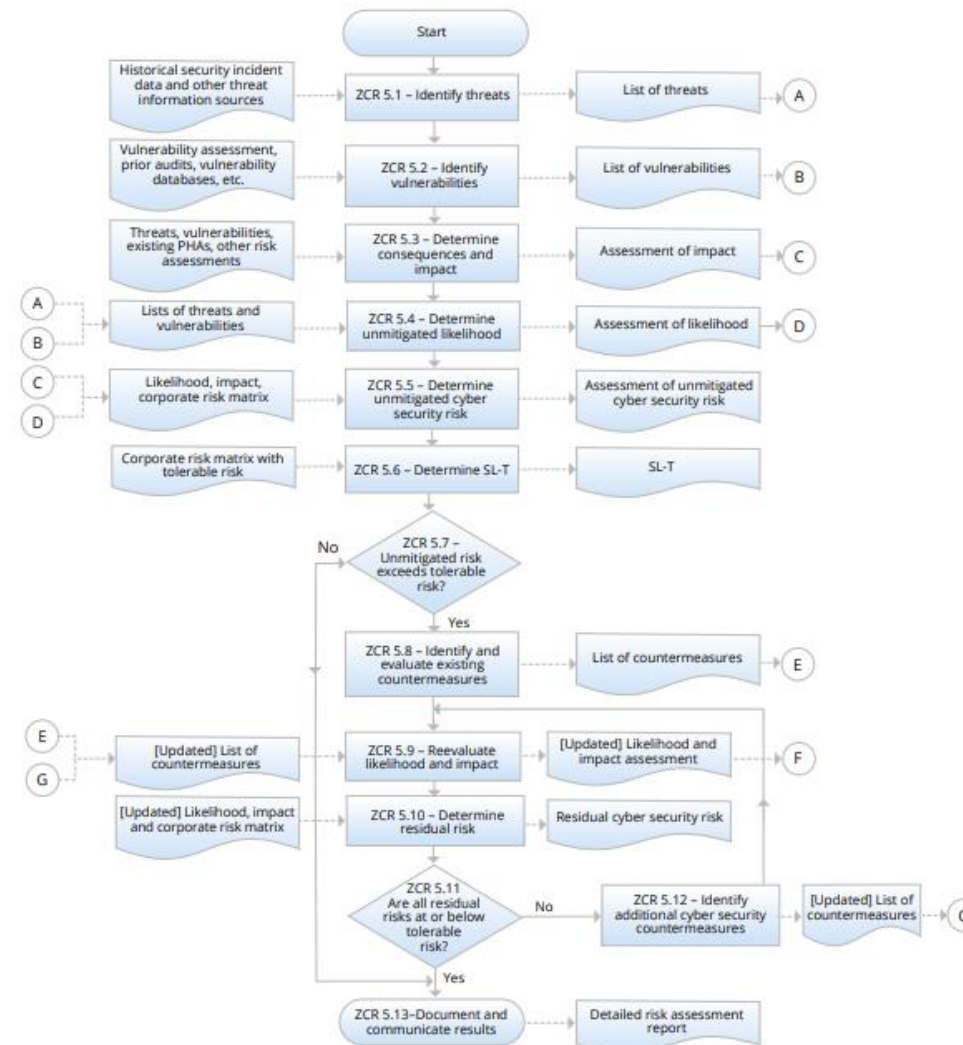 Start
Historical security incident
data and other threat
information sources
ZCR 5.1 – Identify threats
List of threats
A
Vulnerability assessment,
prior audits, vulnerability
databases, etc.
ZCR 5.2 – Identify
vulnerabilities
List of vulnerabilities
B
Threats, vulnerabilities,
existing PHAs, other risk
assessments
ZCR 5.3 – Determine
consequences and
impact
Assessment of impact
C
A
B
Lists of threats and
vulnerabilities
ZCR 5.4 – Determine
unmitigated likelihood
Assessment of likelihood
D
C
D
Likelihood, impact,
corporate risk matrix
ZCR 5.5 – Determine
unmitigated cyber
security risk
Assessment of unmitigated
cyber security risk
Corporate risk matrix with
tolerable risk
ZCR 5.6 – Determine SL-T
SL-T
No
ZCR 5.7 –
Unmitigated risk
exceeds tolerable
risk?
Yes
ZCR 5.8 – Identify and
evaluate existing
countermeasures
List of countermeasures
E
E
G
[Updated] List of
countermeasures
ZCR 5.9 – Reevaluate
likelihood and impact
[Updated] Likelihood and
impact assessment
F
[Updated] Likelihood, impact
and corporate risk matrix
ZCR 5.10 – Determine
residual risk
Residual cyber security risk
ZCR 5.11
Are all residual
risks at or below
tolerable
risk?
No
ZCR 5.12 – Identify
additional cyber security
countermeasures
[Updated] List of
countermeasures
Yes
ZCR 5.13–Document and
communicate results
Detailed risk assessment
report